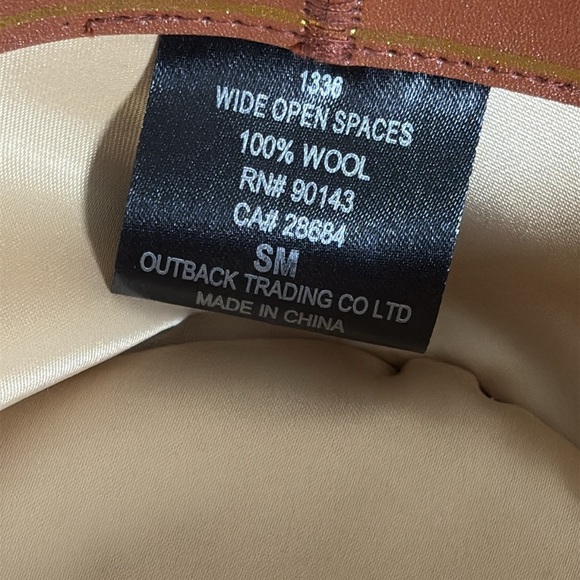 1336
WIDE OPEN SPACES
100% WOOL
RN# 90143
CA# 28684
SM
OUTBACK TRADING CO LTD
MADE IN CHINA